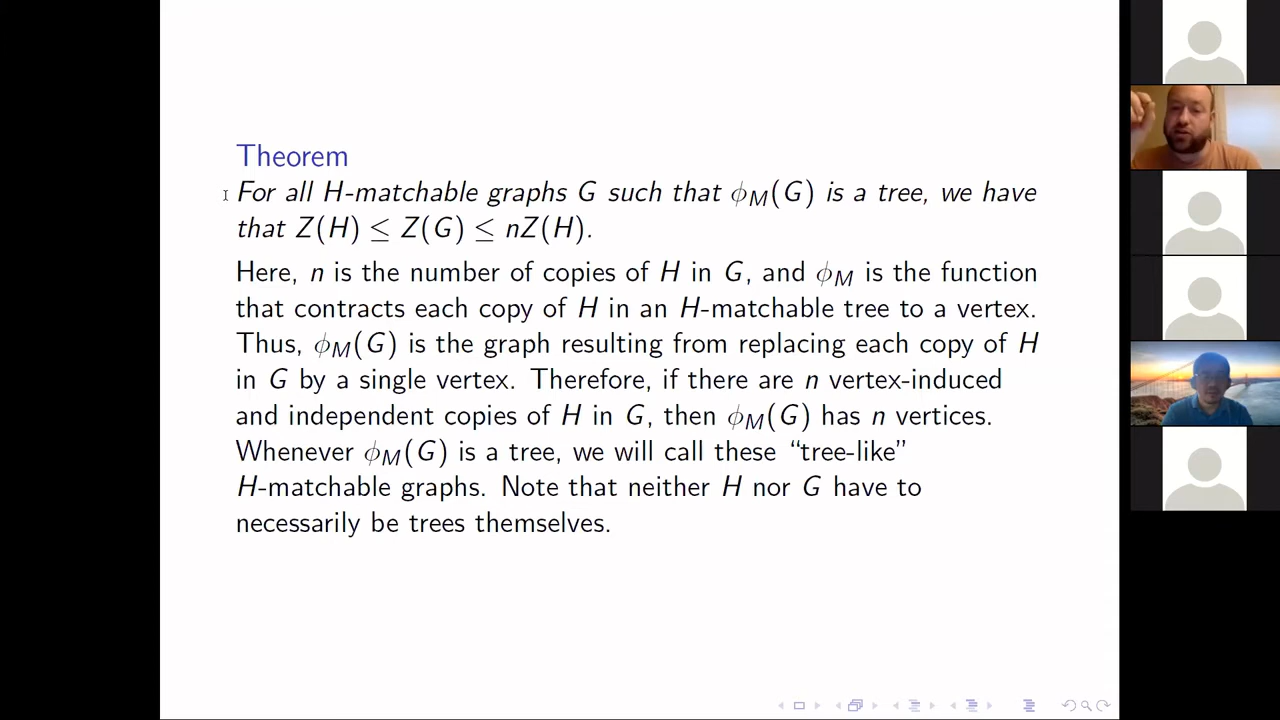 Theorem
For all H-matchable graphs G such that ϕ_M(G) is a tree, we have
that Z(H) ≤ Z(G) ≤ nZ(H).
Here, n is the number of copies of H in G, and ϕ_M is the function
that contracts each copy of H in an H-matchable tree to a vertex.
Thus, ϕ_M(G) is the graph resulting from replacing each copy of H
in G by a single vertex. Therefore, if there are n vertex-induced
and independent copies of H in G, then ϕ_M(G) has n vertices.
Whenever ϕ_M(G) is a tree, we will call these “tree-like”
H-matchable graphs. Note that neither H nor G have to
necessarily be trees themselves.